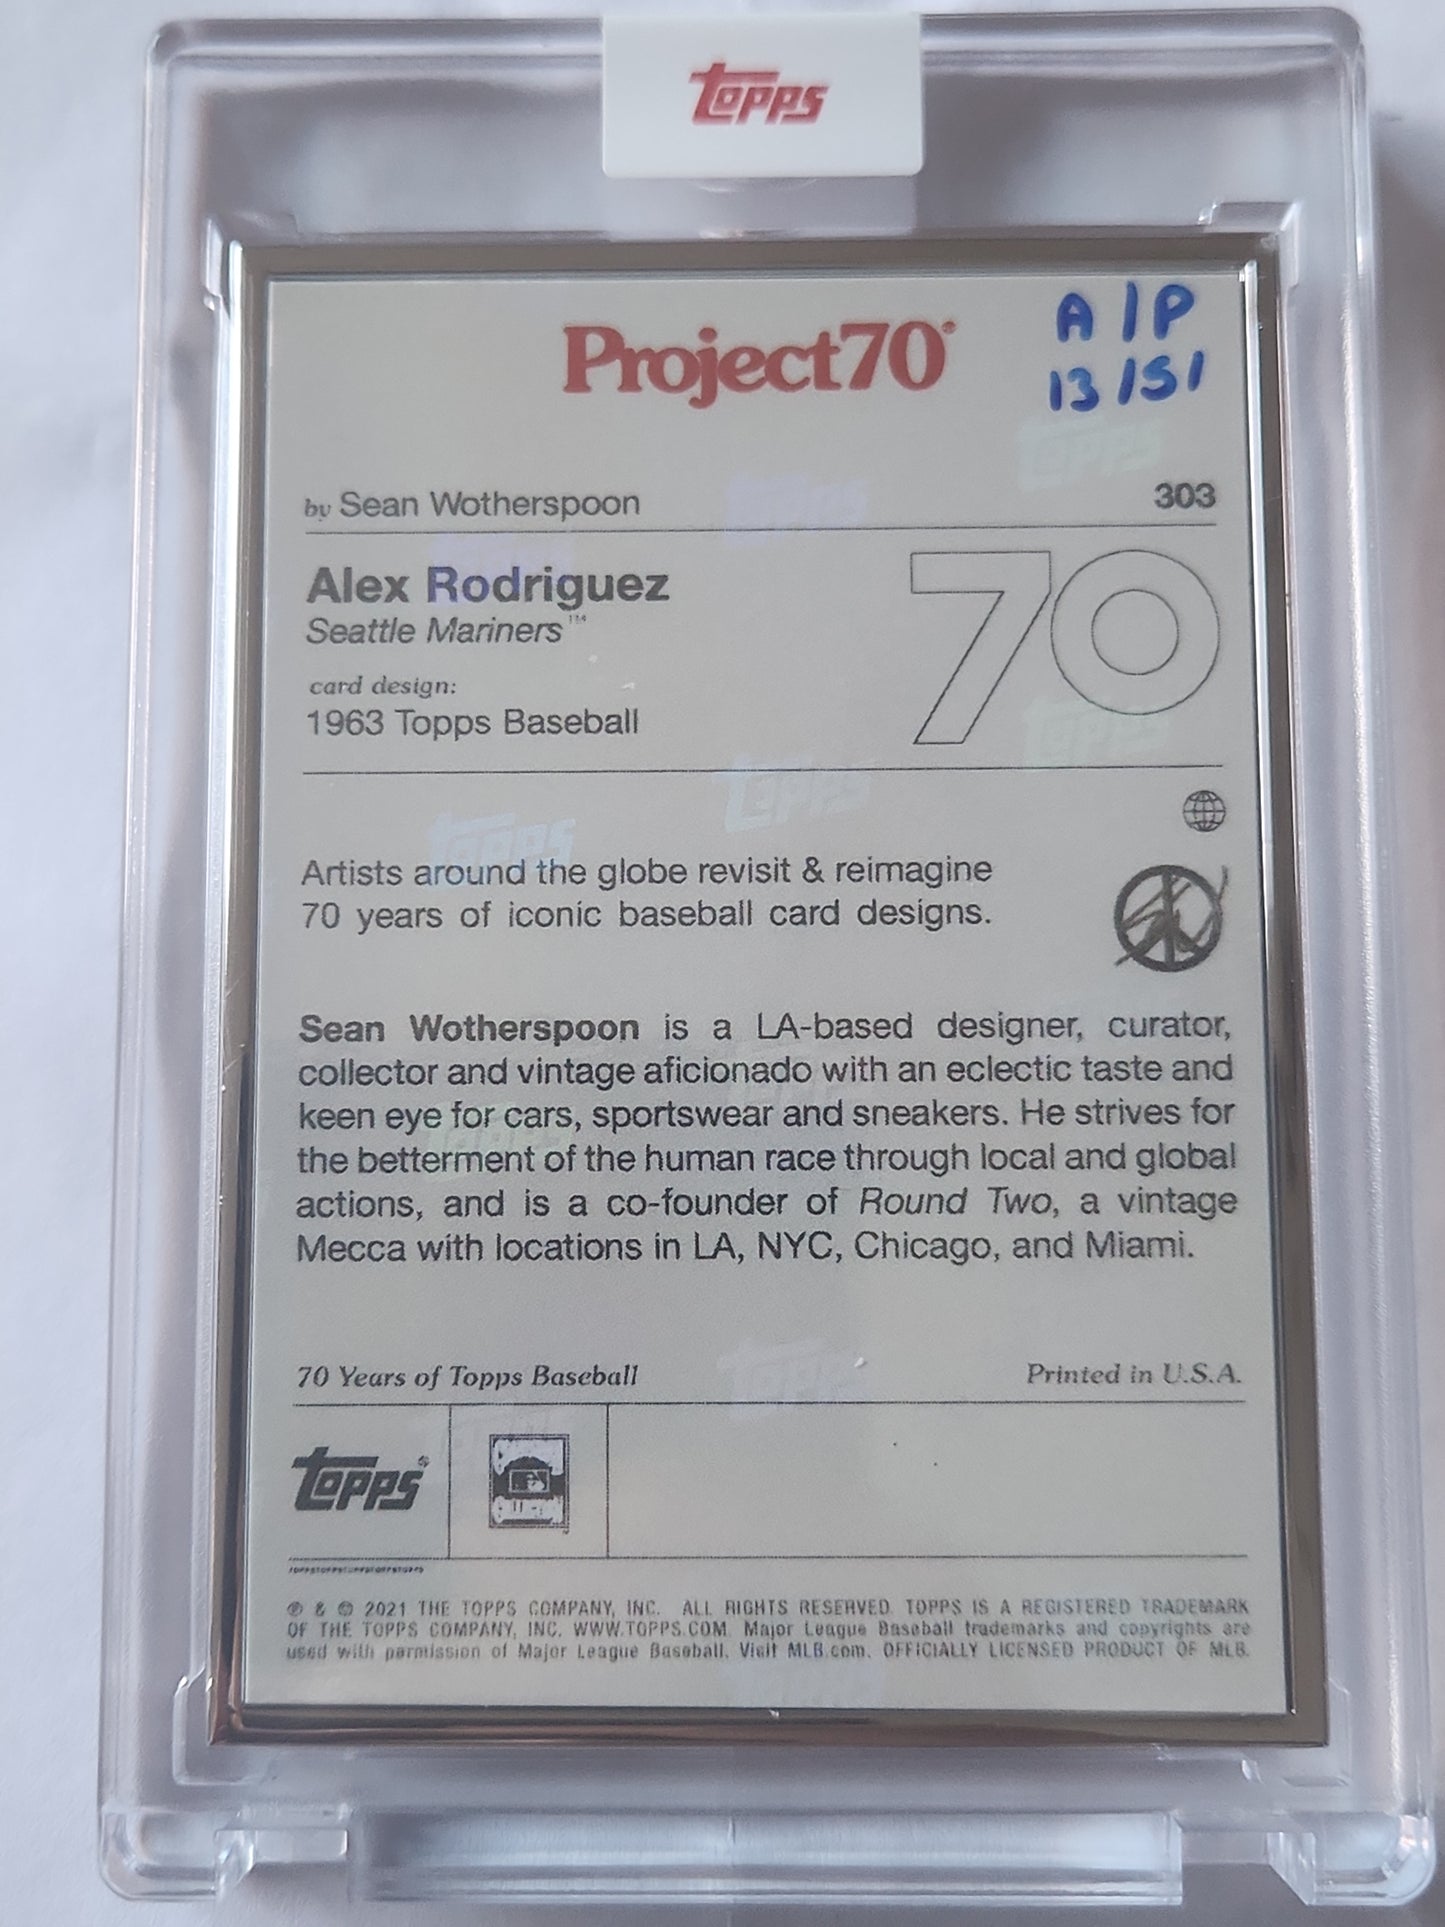 TOPPS
Project70®
A/P
13/51
by Sean Wotherspoon
303
Alex Rodriguez
Seattle Mariners™
70
card design:
1963 Topps Baseball
Artists around the globe revisit & reimagine
70 years of iconic baseball card designs.
Sean Wotherspoon is a LA-based designer, curator,
collector and vintage aficionado with an eclectic taste and
keen eye for cars, sportswear and sneakers. He strives for
the betterment of the human race through local and global
actions, and is a co-founder of Round Two, a vintage
Mecca with locations in LA, NYC, Chicago, and Miami.
70 Years of Topps Baseball
Printed in U.S.A.
TOPPS®
COLLECTION
℗ & © 2021 THE TOPPS COMPANY, INC. ALL RIGHTS RESERVED. TOPPS IS A REGISTERED TRADEMARK
OF THE TOPPS COMPANY, INC. WWW.TOPPS.COM. Major League Baseball trademarks and copyrights are
used with permission of Major League Baseball. Visit MLB.com. OFFICIALLY LICENSED PRODUCT OF MLB.